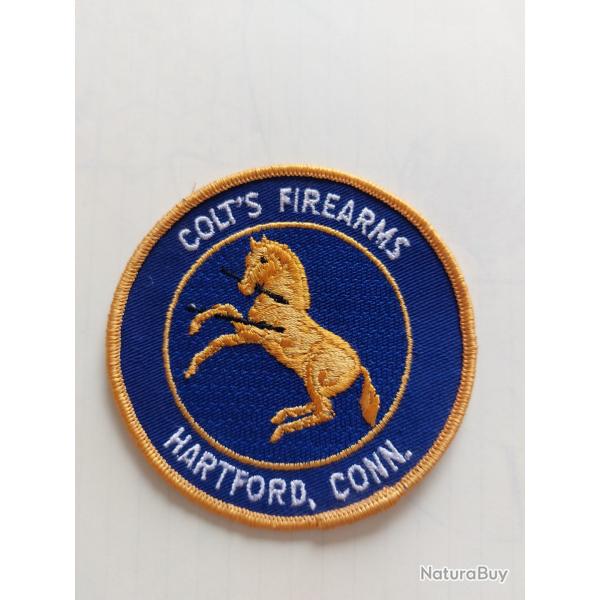 COLT'S FIREARMS
HARTFORD, CONN.
NaturaBuy